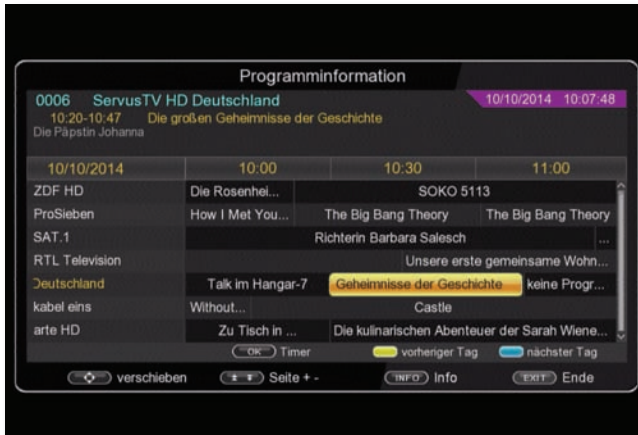 Programminformation
0006 ServusTV HD Deutschland 10/10/2014 10:07:48
10:20-10:47 Die großen Geheimnisse der Geschichte
Die Päpstin Johanna
10/10/2014 10:00 10:30 11:00
ZDF HD Die Rosenhei... SOKO 5113
ProSieben How I Met You... The Big Bang Theory The Big Bang Theory
SAT.1 Richterin Barbara Salesch ...
RTL Television Unsere erste gemeinsame Wohn...
Deutschland Talk im Hangar-7 Geheimnisse der Geschichte keine Progr...
kabel eins Without... Castle
arte HD Zu Tisch in ... Die kulinarischen Abenteuer der Sarah Wiene...
OK Timer vorheriger Tag nächster Tag
verschieben Seite + - INFO Info EXIT Ende